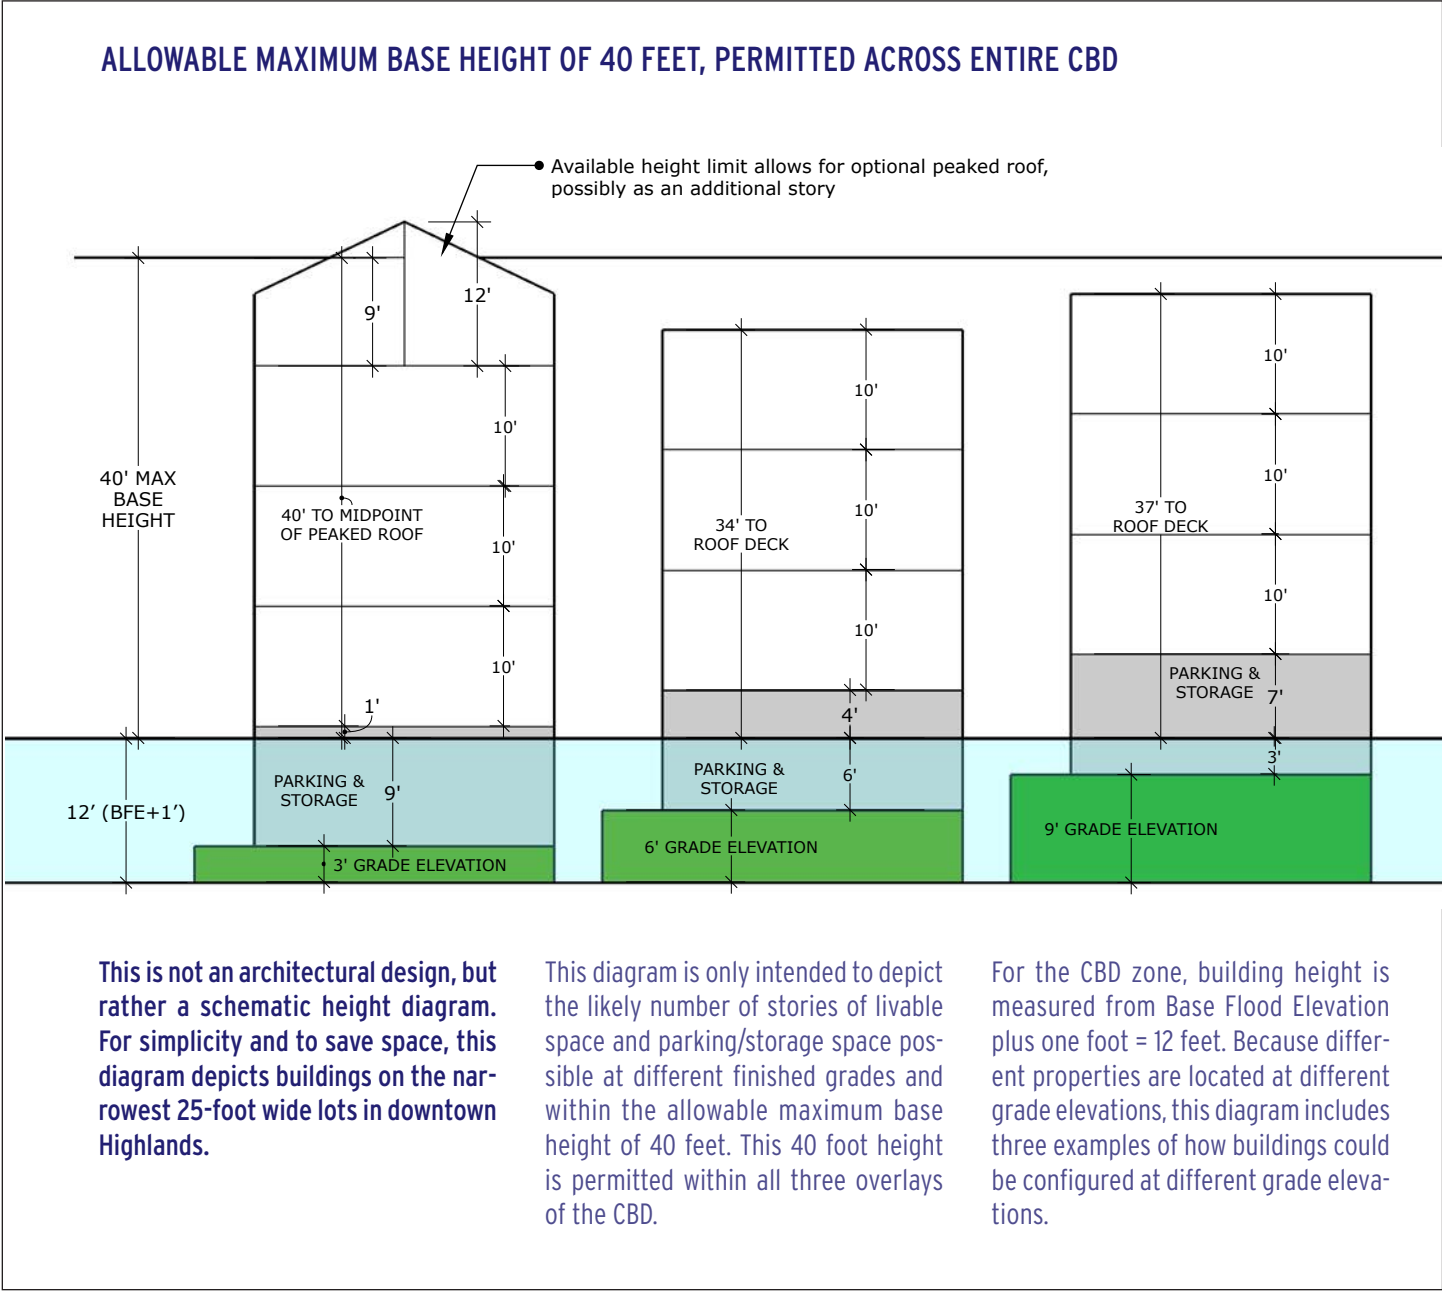 ALLOWABLE MAXIMUM BASE HEIGHT OF 40 FEET, PERMITTED ACROSS ENTIRE CBD
Available height limit allows for optional peaked roof,
possibly as an additional story
40' MAX
BASE
HEIGHT
12' (BFE+1')
9'
12'
10'
40' TO MIDPOINT
OF PEAKED ROOF
10'
10'
1'
PARKING &
STORAGE
9'
3' GRADE ELEVATION
10'
34' TO
ROOF DECK
10'
10'
4'
PARKING &
STORAGE
6'
6' GRADE ELEVATION
10'
10'
37' TO
ROOF DECK
10'
PARKING &
STORAGE
7'
3'
9' GRADE ELEVATION
This is not an architectural design, but
rather a schematic height diagram.
For simplicity and to save space, this
diagram depicts buildings on the nar-
rowest 25-foot wide lots in downtown
Highlands.
This diagram is only intended to depict
the likely number of stories of livable
space and parking/storage space pos-
sible at different finished grades and
within the allowable maximum base
height of 40 feet. This 40 foot height
is permitted within all three overlays
of the CBD.
For the CBD zone, building height is
measured from Base Flood Elevation
plus one foot = 12 feet. Because differ-
ent properties are located at different
grade elevations, this diagram includes
three examples of how buildings could
be configured at different grade eleva-
tions.